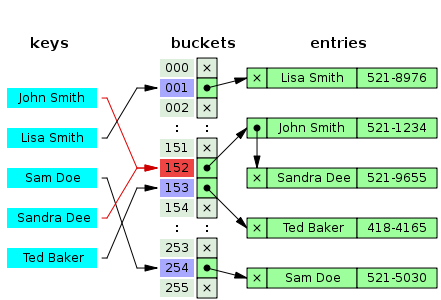 keys
buckets
entries
John Smith
Lisa Smith
Sam Doe
Sandra Dee
Ted Baker
000 ×
001
002 ×
: :
151 ×
152
153
154 ×
: :
253 ×
254
255 ×
× Lisa Smith 521-8976
John Smith 521-1234
× Sandra Dee 521-9655
× Ted Baker 418-4165
× Sam Doe 521-5030